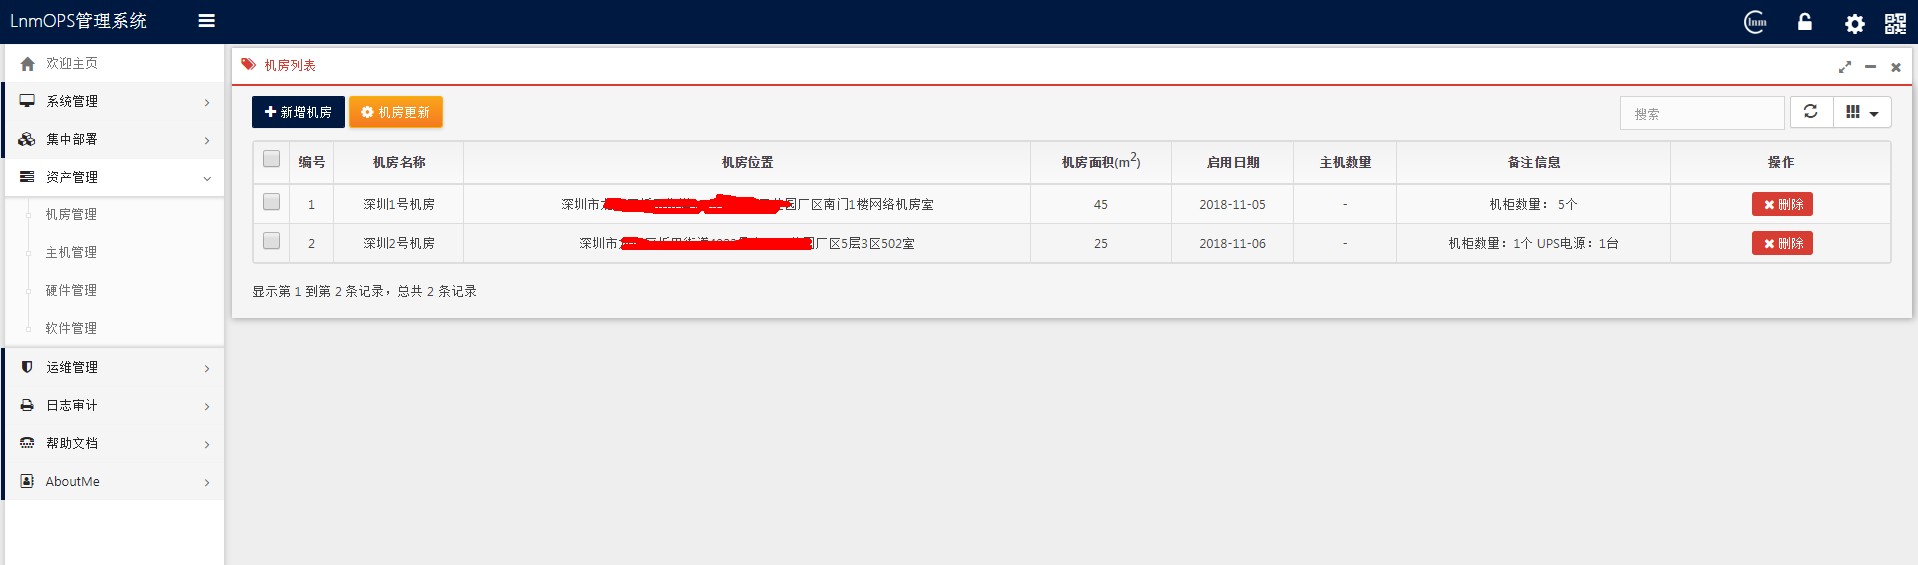 LnmOPS管理系统
lnm
欢迎主页
系统管理
集中部署
资产管理
机房管理
主机管理
硬件管理
软件管理
运维管理
日志审计
帮助文档
AboutMe
机房列表
新增机房 机房更新
搜索
编号 机房名称 机房位置 机房面积(m²) 启用日期 主机数量 备注信息 操作
1 深圳1号机房 深圳市 园厂区南门1楼网络机房室 45 2018-11-05 - 机柜数量： 5个 删除
2 深圳2号机房 深圳市 厂区5层3区502室 25 2018-11-06 - 机柜数量：1个 UPS电源：1台 删除
显示第 1 到第 2 条记录，总共 2 条记录